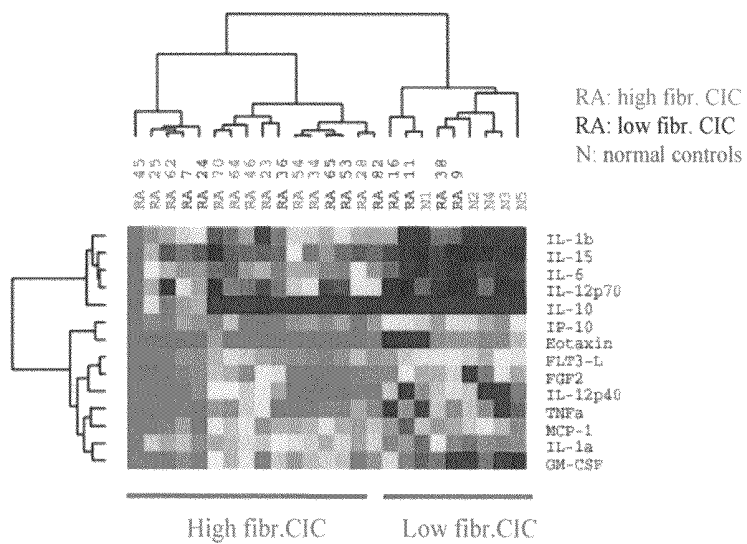 RA: high fibr. CIC
RA: low fibr. CIC
N: normal controls
RA 45
RA 25
RA 62
RA 7
RA 24
RA 70
RA 64
RA 46
RA 23
RA 36
RA 54
RA 34
RA 65
RA 53
RA 28
RA 82
RA 16
RA 11
N1
RA 38
RA 9
N2
N4
N3
N5
IL-1b
IL-15
IL-6
IL-12p70
IL-10
IP-10
Eotaxin
FLT3-L
FGF2
IL-12p40
TNFa
MCP-1
IL-1a
GM-CSF
High fibr.CIC
Low fibr.CIC